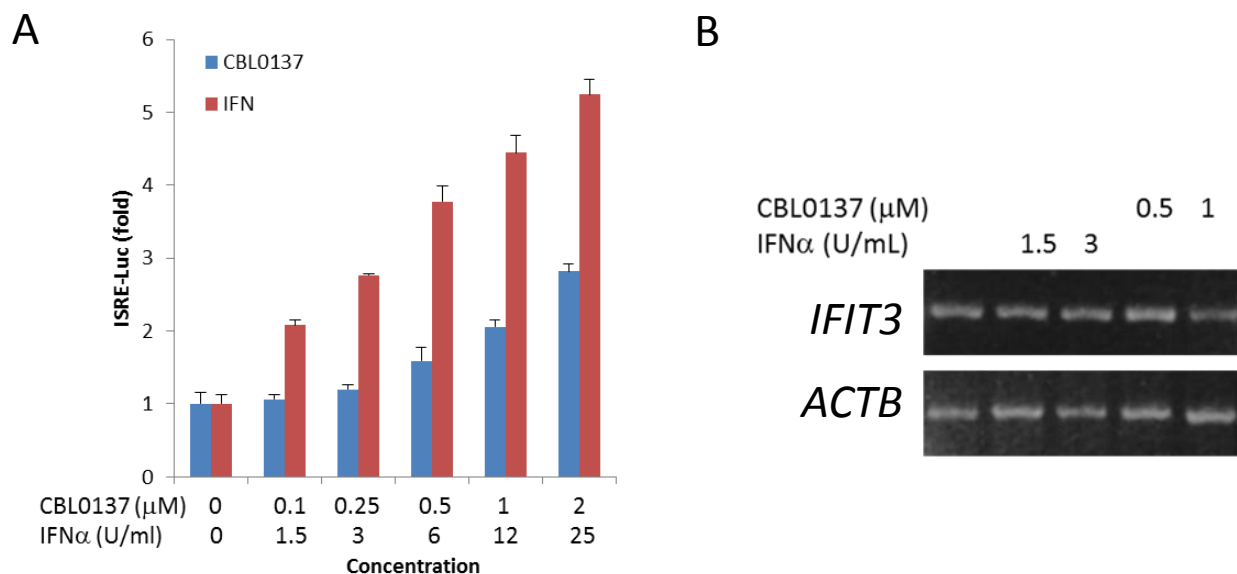 A
6
5
4
3
2
1
0
ISRE-Luc (fold)
CBL0137
IFN
CBL0137 (μM) 0 0.1 0.25 0.5 1 2
IFNα (U/ml) 0 1.5 3 6 12 25
Concentration
B
CBL0137 (μM) 0.5 1
IFNα (U/mL) 1.5 3
IFIT3
ACTB